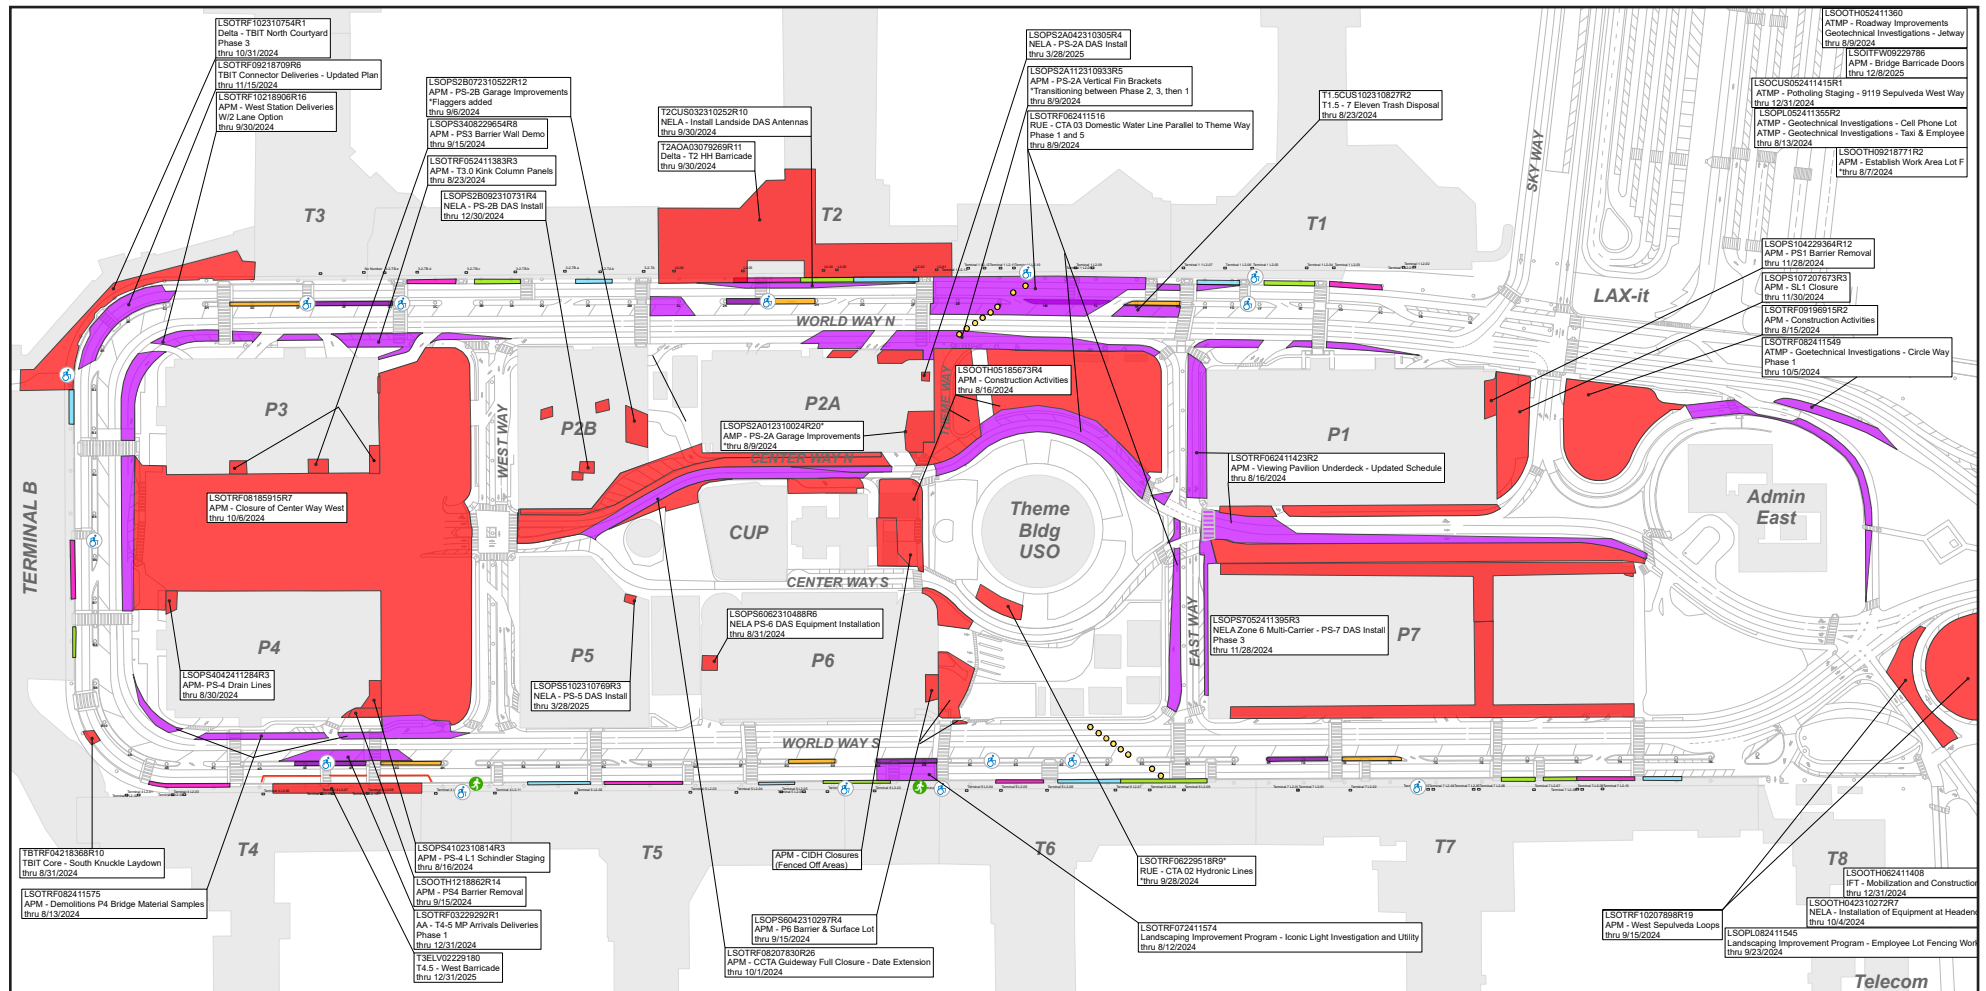 LSOTRF102310754R1
Delta - TBIT North Courtyard
Phase 3
thru 10/31/2024
LSOTRF09218709R6
TBIT Connector Deliveries - Updated Plan
thru 11/15/2024
LSOTRF10218906R16
APM - West Station Deliveries
W/2 Lane Option
thru 9/30/2024
LSOPS2B072310522R12
APM - PS-2B Garage Improvements
*Flaggers added
thru 9/6/2024
LSOPS3408229654R8
APM - PS3 Barrier Wall Demo
thru 9/15/2024
LSOTRF052411383R3
APM - T3.0 Kink Column Panels
thru 8/23/2024
LSOPS2B092310731R4
NELA - PS-2B DAS Install
thru 12/30/2024
T2CUS032310252R10
NELA - Install Landside DAS Antennas
thru 9/30/2024
T2AOA03079269R11
Delta - T2 HH Barricade
thru 9/30/2024
LSOPS2A042310305R4
NELA - PS-2A DAS Install
thru 3/28/2025
LSOPS2A112310933R5
APM - PS-2A Vertical Fin Brackets
*Transitioning between Phase 2, 3, then 1
thru 8/9/2024
LSOTRF062411516
RUE - CTA 03 Domestic Water Line Parallel to Theme Way
Phase 1 and 5
thru 8/9/2024
T1.5CUS102310827R2
T1.5 - 7 Eleven Trash Disposal
thru 8/23/2024
LSOOTH052411360
ATMP - Roadway Improvements
Geotechnical Investigations - Jetway
thru 8/9/2024
LSOITFW09229786
APM - Bridge Barricade Doors
thru 12/8/2025
LSOCUS052411415R1
ATMP - Potholing Staging - 9119 Sepulveda West Way
thru 12/31/2024
LSOPL052411355R2
ATMP - Geotechnical Investigations - Cell Phone Lot
ATMP - Geotechnical Investigations - Taxi & Employee
thru 8/13/2024
LSOOTH09218771R2
APM - Establish Work Area Lot F
*thru 8/7/2024
SKY WAY
T3
T2
T1
LAX-it
LSOPS104229364R12
APM - PS1 Barrier Removal
thru 11/28/2024
LSOPS107207673R3
APM - SL1 Closure
thru 11/30/2024
LSOTRF09196915R2
APM - Construction Activities
thru 8/15/2024
LSOTRF082411549
ATMP - Goetechnical Investigations - Circle Way
Phase 1
thru 10/5/2024
WORLD WAY N
P3
WEST WAY
P2B
P2A
THEME WAY
LSOOTH05185673R4
APM - Construction Activities
thru 8/16/2024
LSOPS2A012310024R20*
AMP - PS-2A Garage Improvements
*thru 8/9/2024
CENTER WAY N
P1
LSOTRF062411423R2
APM - Viewing Pavilion Underdeck - Updated Schedule
thru 8/16/2024
TERMINAL B
LSOTRF08185915R7
APM - Closure of Center Way West
thru 10/6/2024
CUP
Theme
Bldg
USO
Admin
East
CENTER WAY S
EAST WAY
P4
P5
P6
P7
LSOPS6062310488R6
NELA PS-6 DAS Equipment Installation
thru 8/31/2024
LSOPS7052411395R3
NELA Zone 6 Multi-Carrier - PS-7 DAS Install
Phase 3
thru 11/28/2024
LSOPS4042411284R3
APM- PS-4 Drain Lines
thru 8/30/2024
LSOPS5102310769R3
NELA - PS-5 DAS Install
thru 3/28/2025
WORLD WAY S
T4
T5
T6
T7
T8
TBTRF04218368R10
TBIT Core - South Knuckle Laydown
thru 8/31/2024
LSOTRF082411575
APM - Demolitions P4 Bridge Material Samples
thru 8/13/2024
LSOPS4102310814R3
APM - PS-4 L1 Schindler Staging
thru 8/16/2024
LSOOTH1218862R14
APM - PS4 Barrier Removal
thru 9/15/2024
LSOTRF03229292R1
AA - T4-5 MP Arrivals Deliveries
Phase 1
thru 12/31/2024
T3ELV02229180
T4.5 - West Barricade
thru 12/31/2025
APM - CIDH Closures
(Fenced Off Areas)
LSOPS6042310297R4
APM - P6 Barrier & Surface Lot
thru 9/15/2024
LSOTRF08207830R26
APM - CCTA Guideway Full Closure - Date Extension
thru 10/1/2024
LSOTRF06229518R9*
RUE - CTA 02 Hydronic Lines
*thru 9/28/2024
LSOTRF072411574
Landscaping Improvement Program - Iconic Light Investigation and Utility
thru 8/12/2024
LSOTRF10207898R19
APM - West Sepulveda Loops
thru 9/15/2024
LSOOTH062411408
IFT - Mobilization and Construction
thru 12/31/2024
LSOOTH042310272R7
NELA - Installation of Equipment at Headend
thru 10/4/2024
LSOPL082411545
Landscaping Improvement Program - Employee Lot Fencing Work
thru 9/23/2024
Telecom